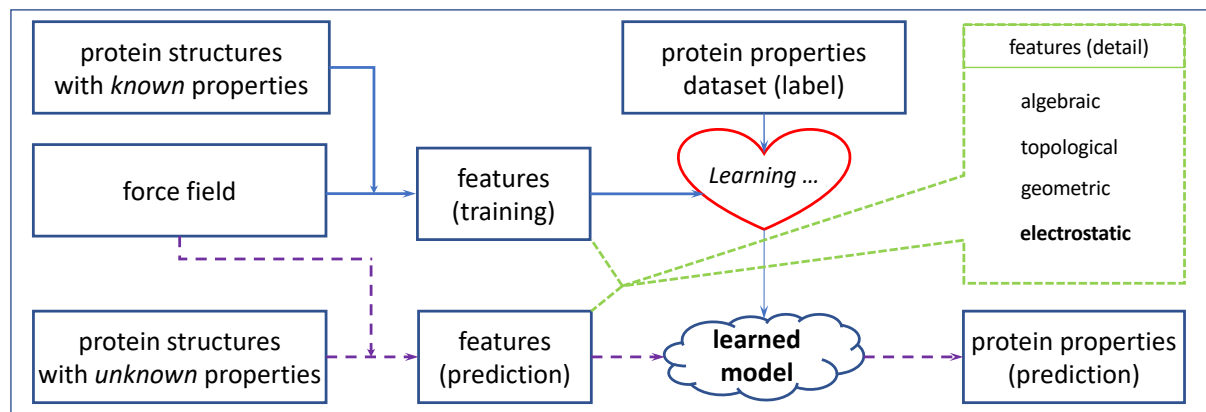 protein structures
with known properties
protein properties
dataset (label)
features (detail)
algebraic
topological
geometric
electrostatic
force field
features
(training)
Learning ...
protein structures
with unknown properties
features
(prediction)
learned
model
protein properties
(prediction)